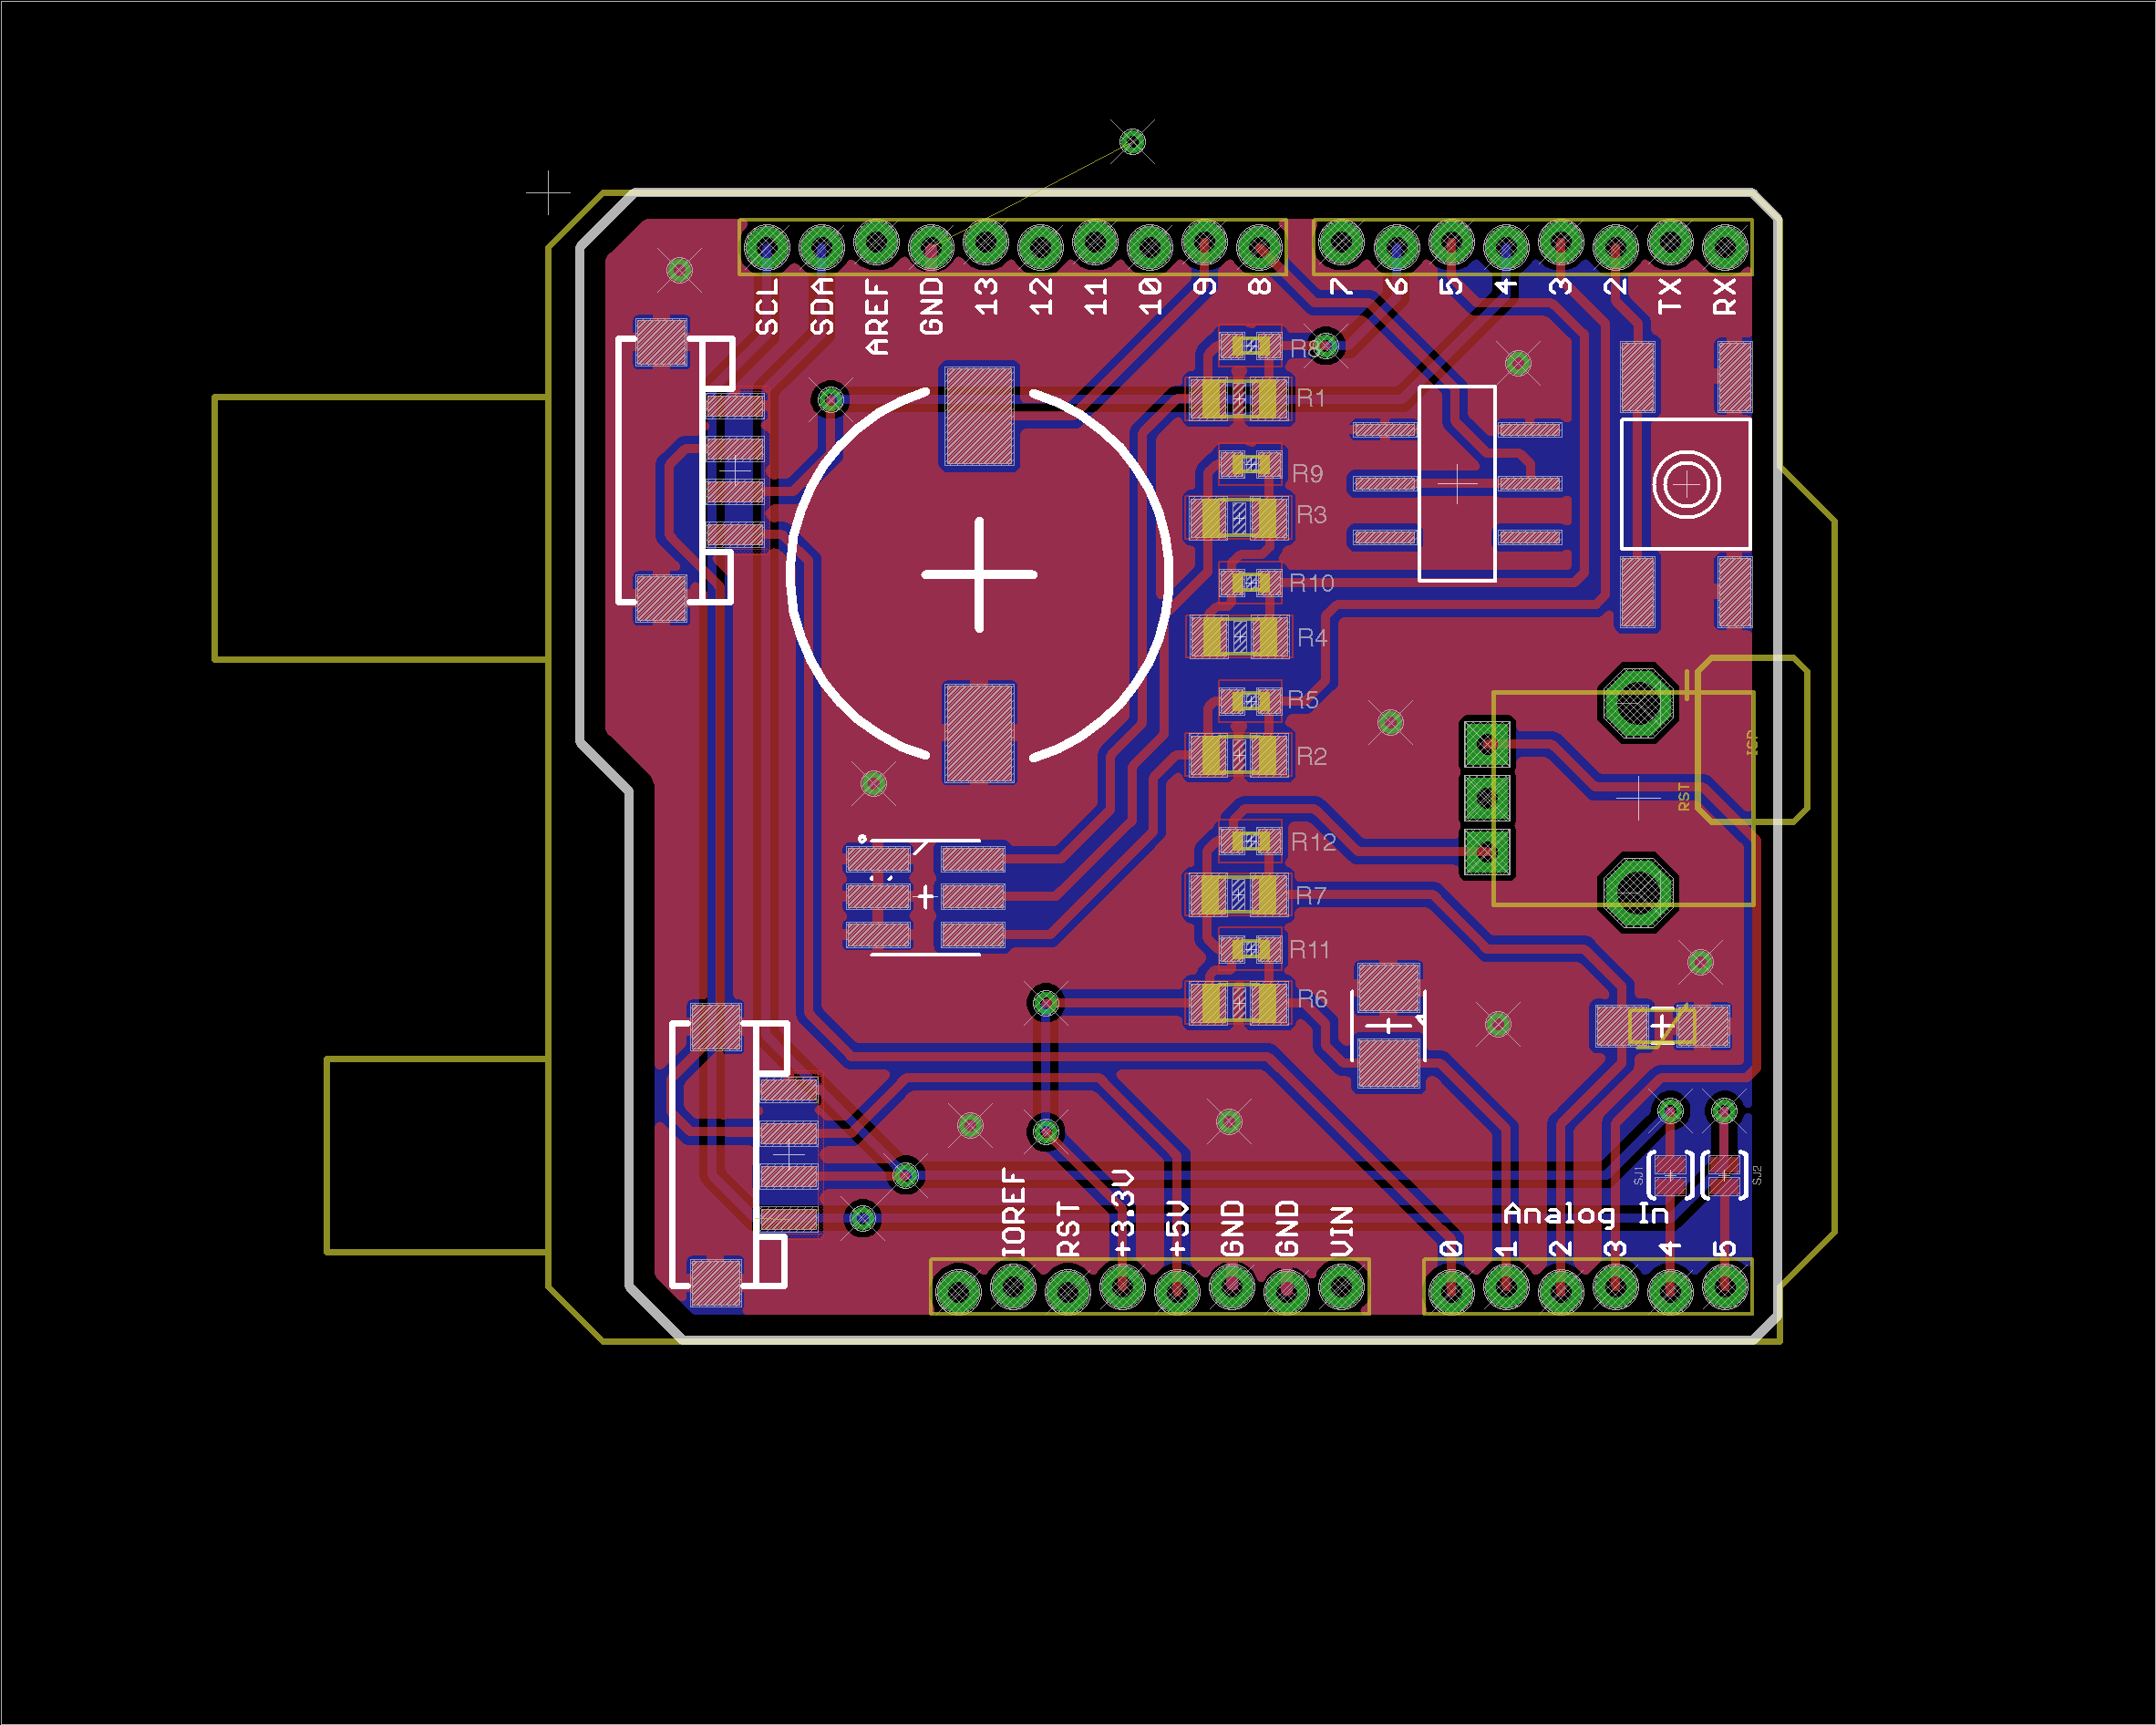 SCL
SDA
AREF
GND
13
12
11
10
9
8
7
6
5
4
3
2
TX
RX
R8
R1
R9
R3
R10
R4
R5
R2
ICP
RST
R12
R7
R11
R6
SJ1
SJ2
IOREF
RST
+3.3V
+5V
GND
GND
VIN
Analog In
0
1
2
3
4
5